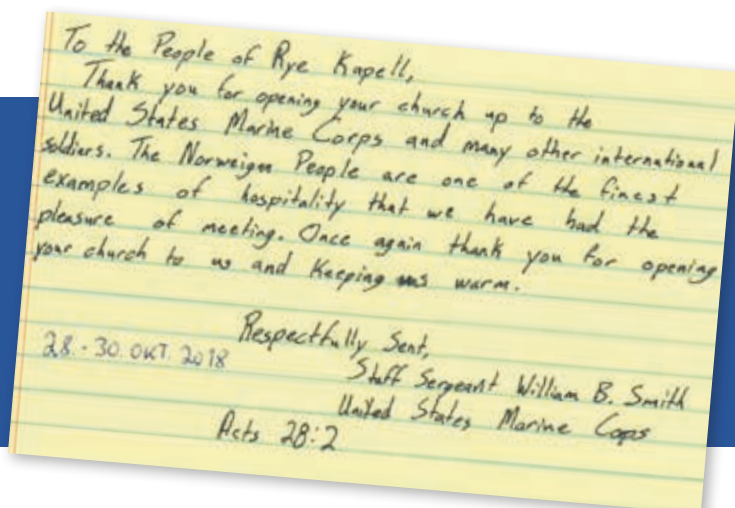 To the People of Rye Kapell,
Thank you for opening your church up to the
United States Marine Corps and many other international
soldiers. The Norweign People are one of the finest
examples of hospitality that we have had the
pleasure of meeting. Once again thank you for opening
your church to us and Keeping us warm.
Respectfully Sent,
28.-30. OKT. 2018
Staff Sergeant William B. Smith
United States Marine Corps
Acts 28:2